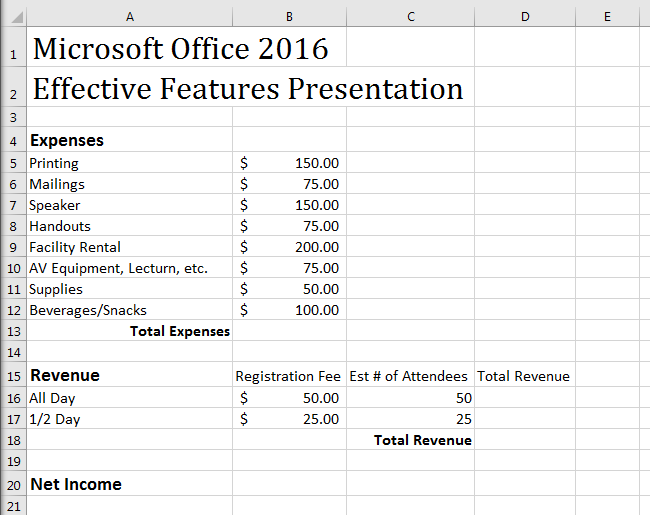 A B C D E
1 Microsoft Office 2016
2 Effective Features Presentation
3
4 Expenses
5 Printing $ 150.00
6 Mailings $ 75.00
7 Speaker $ 150.00
8 Handouts $ 75.00
9 Facility Rental $ 200.00
10 AV Equipment, Lecturn, etc. $ 75.00
11 Supplies $ 50.00
12 Beverages/Snacks $ 100.00
13 Total Expenses
14
15 Revenue Registration Fee Est # of Attendees Total Revenue
16 All Day $ 50.00 50
17 1/2 Day $ 25.00 25
18 Total Revenue
19
20 Net Income
21